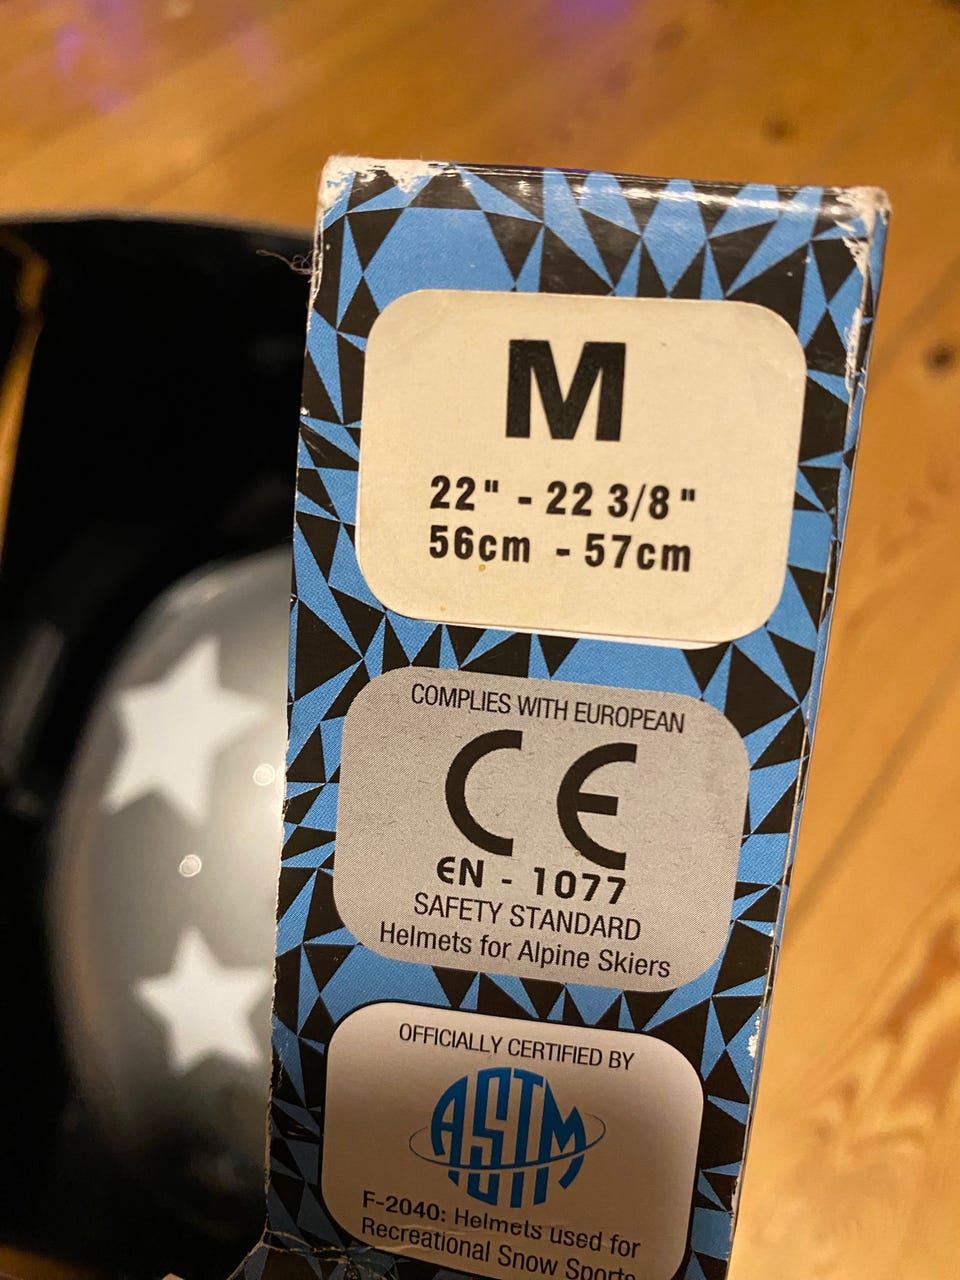 M
22" - 22 3/8"
56cm - 57cm
COMPLIES WITH EUROPEAN
CE
EN - 1077
SAFETY STANDARD
Helmets for Alpine Skiers
OFFICIALLY CERTIFIED BY
ASTM
F-2040: Helmets used for
Recreational Snow Sports